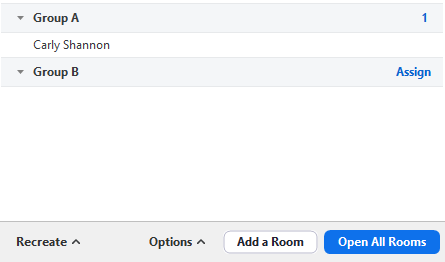 Group A 1
Carly Shannon
Group B Assign
Recreate Options Add a Room Open All Rooms